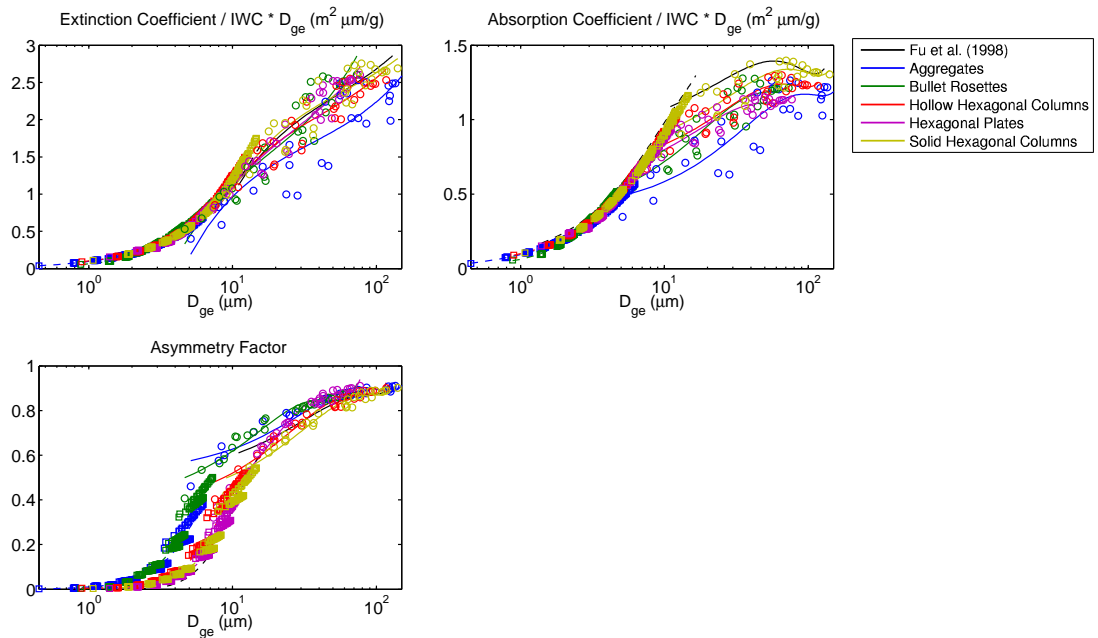 Extinction Coefficient / IWC * D_ge (m² μm/g)
3
2.5
2
1.5
1
0.5
0
10⁰ 10¹ 10²
D_ge (μm)
Absorption Coefficient / IWC * D_ge (m² μm/g)
1.5
1
0.5
0
10⁰ 10¹ 10²
D_ge (μm)
Fu et al. (1998)
Aggregates
Bullet Rosettes
Hollow Hexagonal Columns
Hexagonal Plates
Solid Hexagonal Columns
Asymmetry Factor
1
0.8
0.6
0.4
0.2
0
10⁰ 10¹ 10²
D_ge (μm)